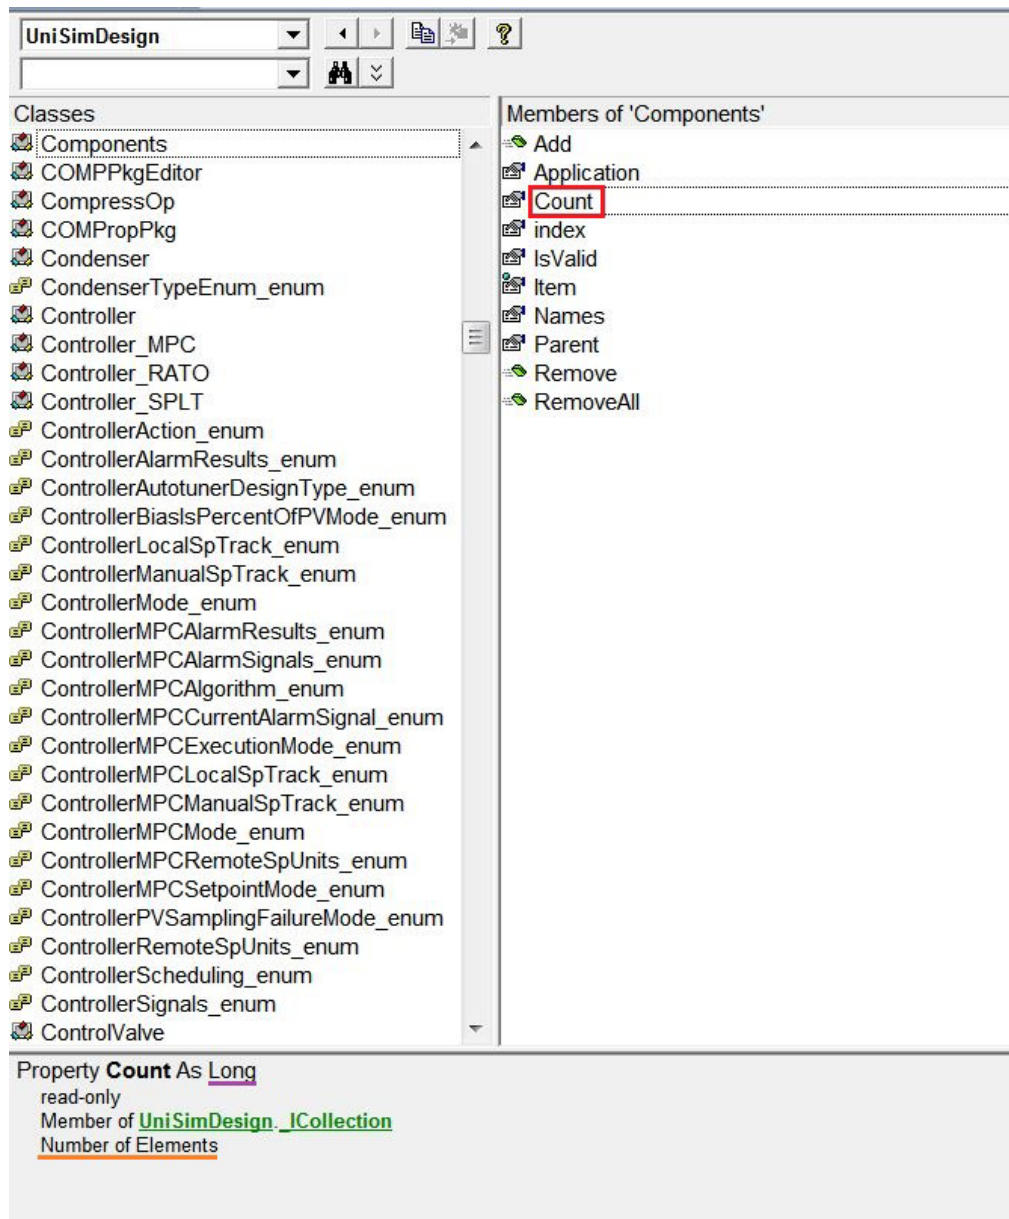 UniSimDesign
Classes
Components
COMPPkgEditor
CompressOp
COMPropPkg
Condenser
CondenserTypeEnum_enum
Controller
Controller_MPC
Controller_RATO
Controller_SPLT
ControllerAction_enum
ControllerAlarmResults_enum
ControllerAutotunerDesignType_enum
ControllerBiasIsPercentOfPVMode_enum
ControllerLocalSpTrack_enum
ControllerManualSpTrack_enum
ControllerMode_enum
ControllerMPCAlarmResults_enum
ControllerMPCAlarmSignals_enum
ControllerMPCAlgorithm_enum
ControllerMPCCurrentAlarmSignal_enum
ControllerMPCExecutionMode_enum
ControllerMPCLocalSpTrack_enum
ControllerMPCManualSpTrack_enum
ControllerMPCMode_enum
ControllerMPCRemoteSpUnits_enum
ControllerMPCSetpointMode_enum
ControllerPVSamplingFailureMode_enum
ControllerRemoteSpUnits_enum
ControllerScheduling_enum
ControllerSignals_enum
ControlValve
Members of 'Components'
Add
Application
Count
index
IsValid
Item
Names
Parent
Remove
RemoveAll
Property Count As Long
read-only
Member of UniSimDesign._ICollection
Number of Elements